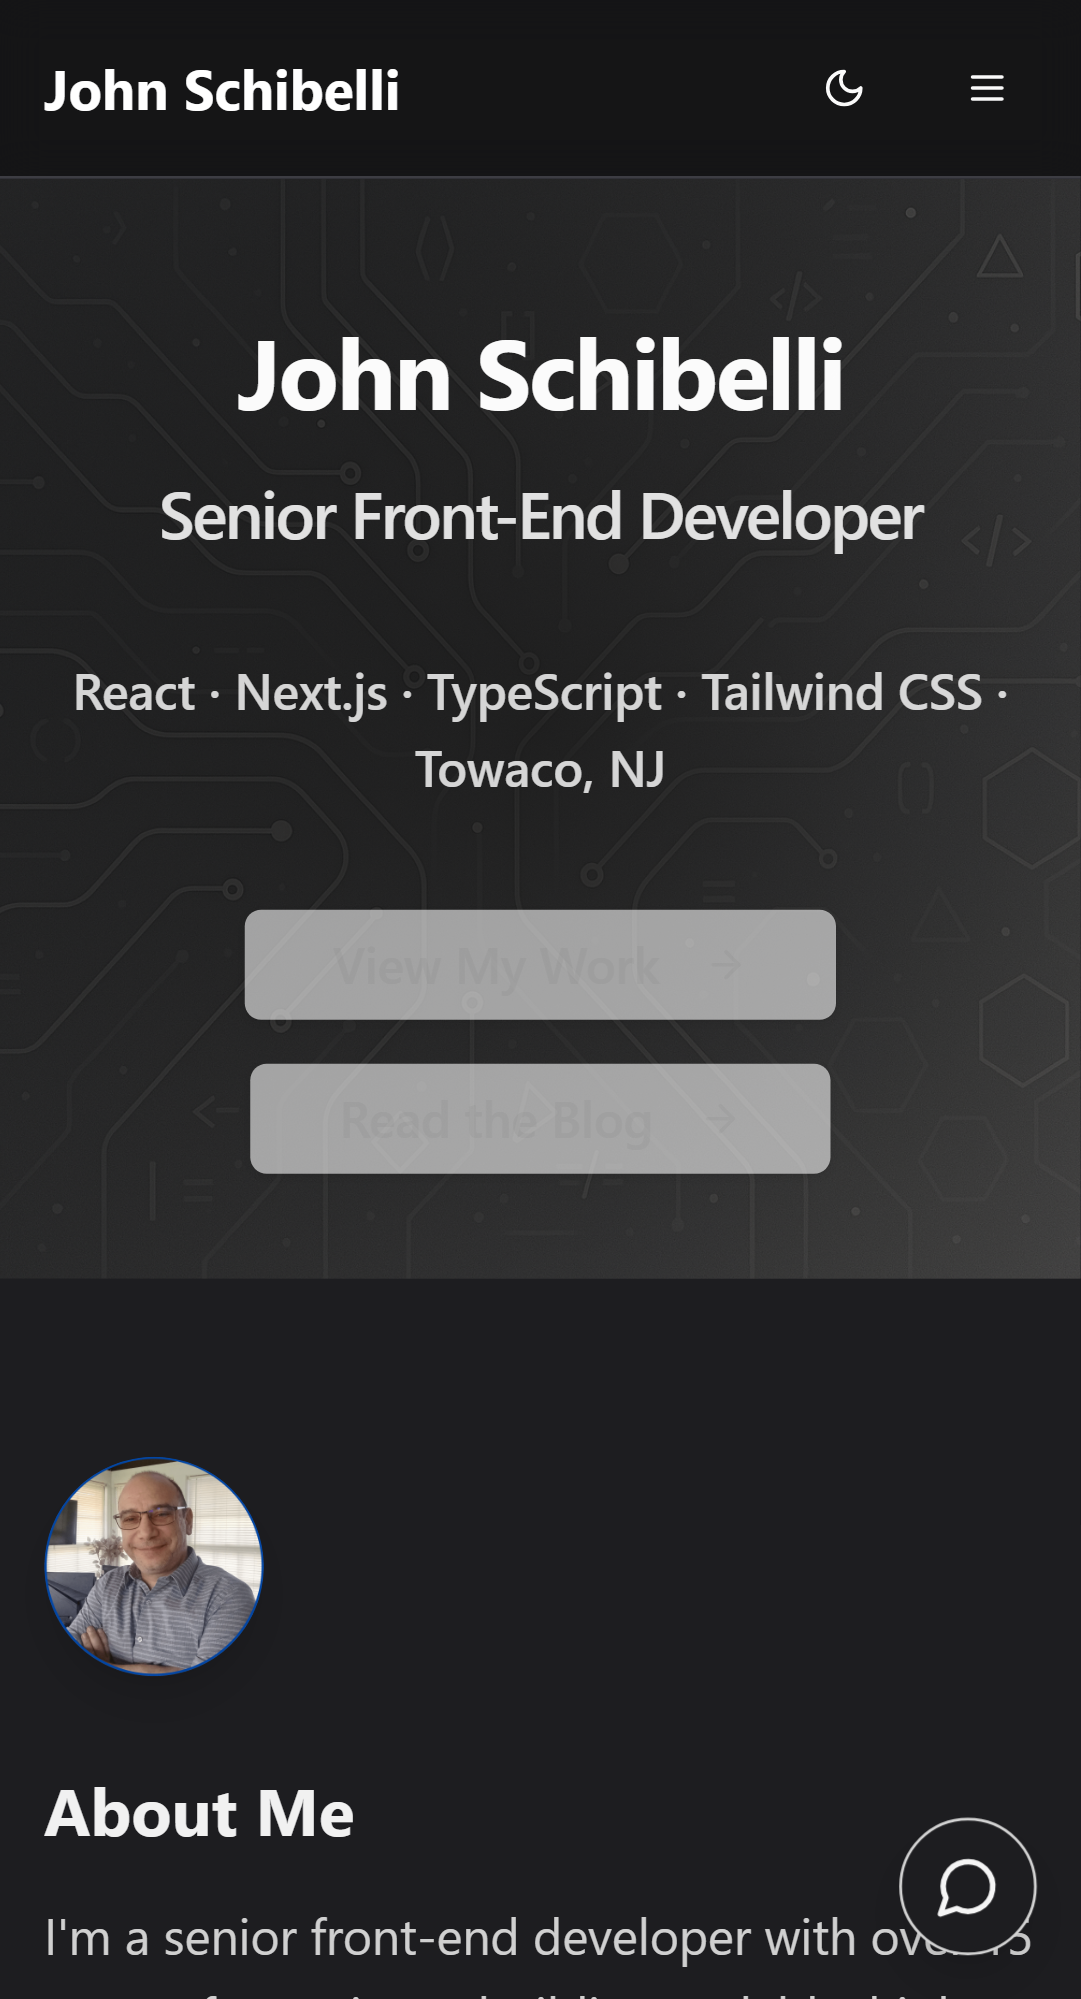 John Schibelli
John Schibelli
Senior Front-End Developer
React · Next.js · TypeScript · Tailwind CSS ·
Towaco, NJ
View My Work →
Read the Blog →
About Me
I'm a senior front-end developer with over 15